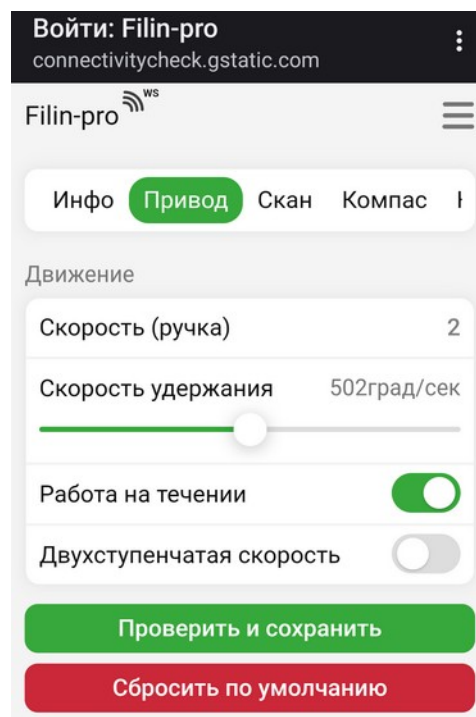 Войти: Filin-pro
connectivitycheck.gstatic.com
Filin-pro WS
Инфо Привод Скан Компас
Движение
Скорость (ручка) 2
Скорость удержания 502град/сек
Работа на течении
Двухступенчатая скорость
Проверить и сохранить
Сбросить по умолчанию